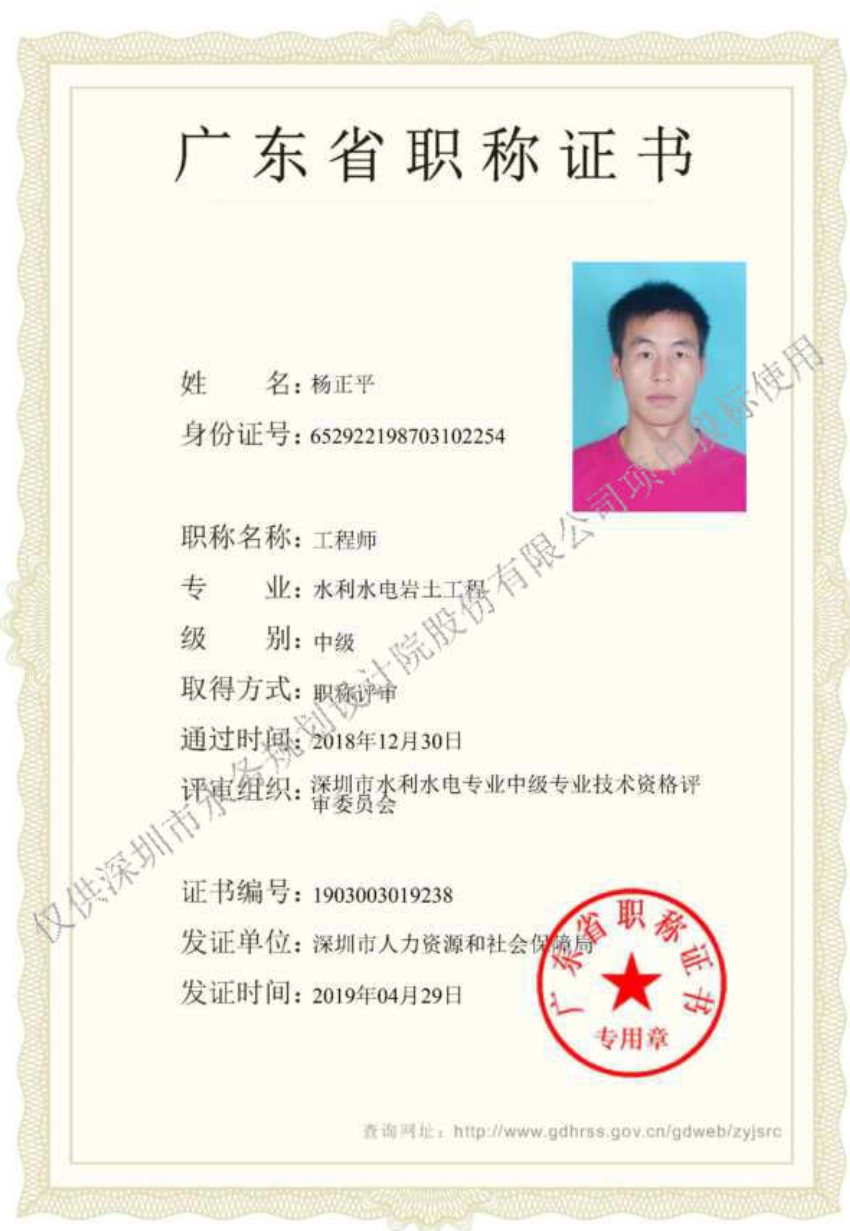 广东省职称证书
姓 名：杨正平
身份证号：652922198703102254
职称名称：工程师
专 业：水利水电岩土工程
级 别：中级
取得方式：职称评审
通过时间：2018年12月30日
评审组织：深圳市水利水电专业中级专业技术资格评
审委员会
证书编号：1903003019238
发证单位：深圳市人力资源和社会保障局
发证时间：2019年04月29日
广东省职称证书
专用章
查询网址：http://www.gdhrss.gov.cn/gdweb/zyjsrc
仅供深圳市水务规划设计院股份有限公司项目投标使用